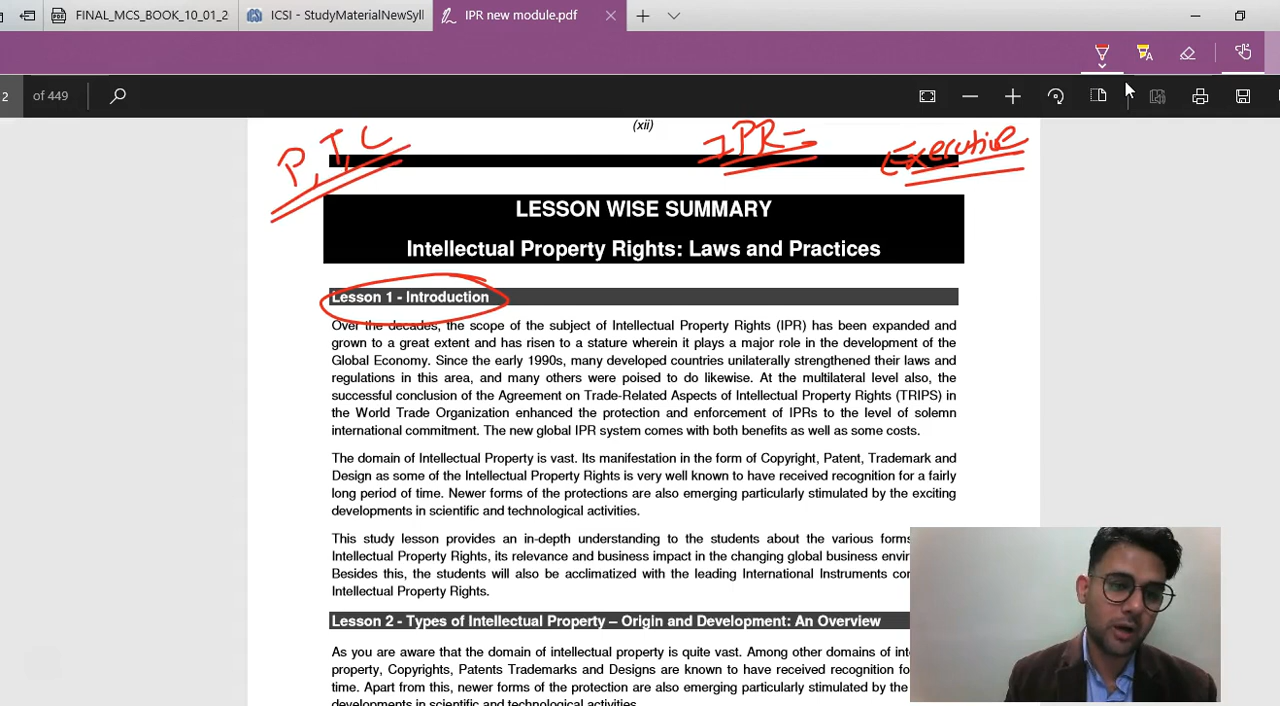 FINAL_MCS_BOOK_10_01_2
ICSI - StudyMaterialNewSyll
IPR new module.pdf
2 of 449
(xii)
P, T, C
IPR
Executive
LESSON WISE SUMMARY
Intellectual Property Rights: Laws and Practices
Lesson 1 - Introduction
Over the decades, the scope of the subject of Intellectual Property Rights (IPR) has been expanded and
grown to a great extent and has risen to a stature wherein it plays a major role in the development of the
Global Economy. Since the early 1990s, many developed countries unilaterally strengthened their laws and
regulations in this area, and many others were poised to do likewise. At the multilateral level also, the
successful conclusion of the Agreement on Trade-Related Aspects of Intellectual Property Rights (TRIPS) in
the World Trade Organization enhanced the protection and enforcement of IPRs to the level of solemn
international commitment. The new global IPR system comes with both benefits as well as some costs.
The domain of Intellectual Property is vast. Its manifestation in the form of Copyright, Patent, Trademark and
Design as some of the Intellectual Property Rights is very well known to have received recognition for a fairly
long period of time. Newer forms of the protections are also emerging particularly stimulated by the exciting
developments in scientific and technological activities.
This study lesson provides an in-depth understanding to the students about the various forms
Intellectual Property Rights, its relevance and business impact in the changing global business envir
Besides this, the students will also be acclimatized with the leading International Instruments con
Intellectual Property Rights.
Lesson 2 - Types of Intellectual Property – Origin and Development: An Overview
As you are aware that the domain of intellectual property is quite vast. Among other domains of inte
property, Copyrights, Patents Trademarks and Designs are known to have received recognition fo
time. Apart from this, newer forms of the protection are also emerging particularly stimulated by the
developments in scientific and technological activities.